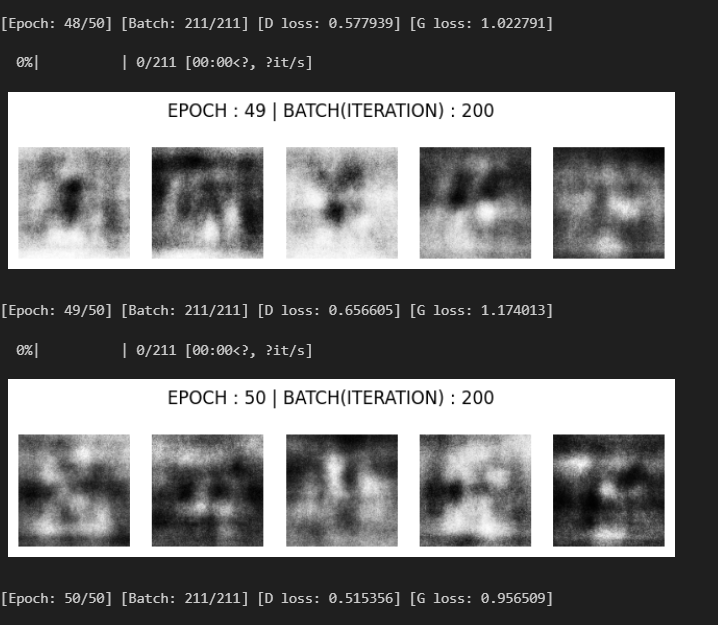 [Epoch: 48/50] [Batch: 211/211] [D loss: 0.577939] [G loss: 1.022791]
0%| | 0/211 [00:00<?, ?it/s]
EPOCH : 49 | BATCH(ITERATION) : 200
[Epoch: 49/50] [Batch: 211/211] [D loss: 0.656605] [G loss: 1.174013]
0%| | 0/211 [00:00<?, ?it/s]
EPOCH : 50 | BATCH(ITERATION) : 200
[Epoch: 50/50] [Batch: 211/211] [D loss: 0.515356] [G loss: 0.956509]